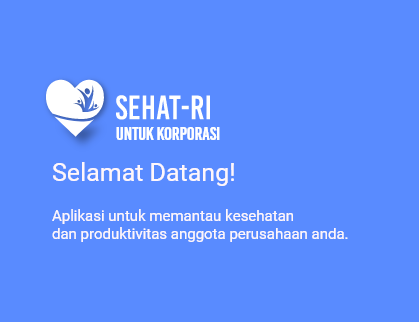 SEHAT-RI
UNTUK KORPORASI
Selamat Datang!
Aplikasi untuk memantau kesehatan
dan produktivitas anggota perusahaan anda.